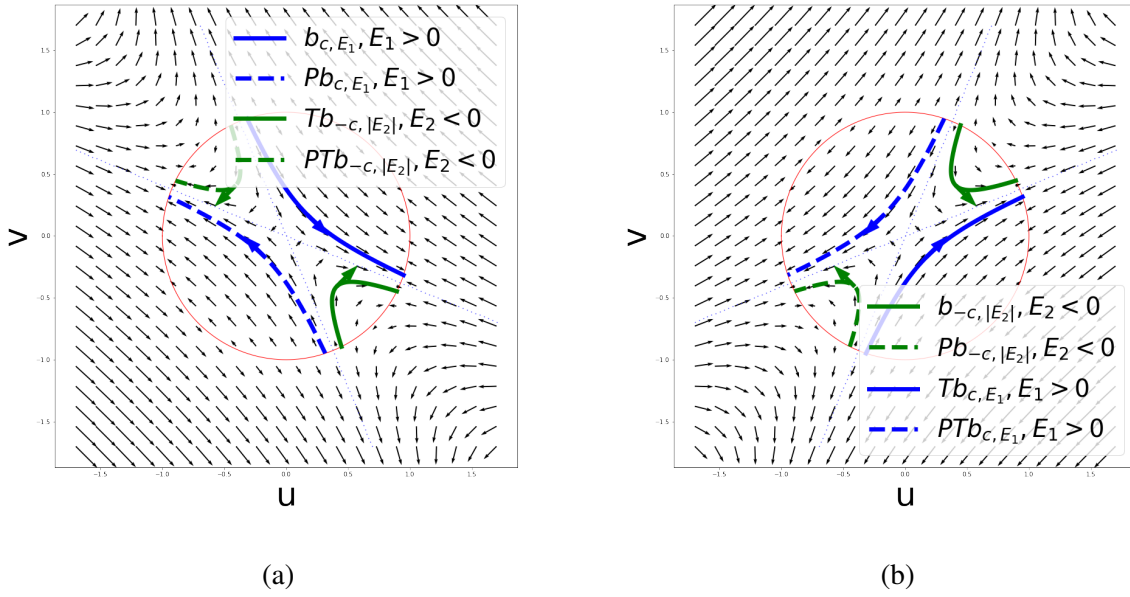 b_{c,E_1}, E_1 > 0
Pb_{c,E_1}, E_1 > 0
Tb_{-c,|E_2|}, E_2 < 0
PTb_{-c,|E_2|}, E_2 < 0
1.5
1.0
0.5
0.0
-0.5
-1.0
-1.5
v
-1.5 -1.0 -0.5 0.0 0.5 1.0 1.5
u
(a)
b_{-c,|E_2|}, E_2 < 0
Pb_{-c,|E_2|}, E_2 < 0
Tb_{c,E_1}, E_1 > 0
PTb_{c,E_1}, E_1 > 0
1.5
1.0
0.5
0.0
-0.5
-1.0
-1.5
v
-1.5 -1.0 -0.5 0.0 0.5 1.0 1.5
u
(b)